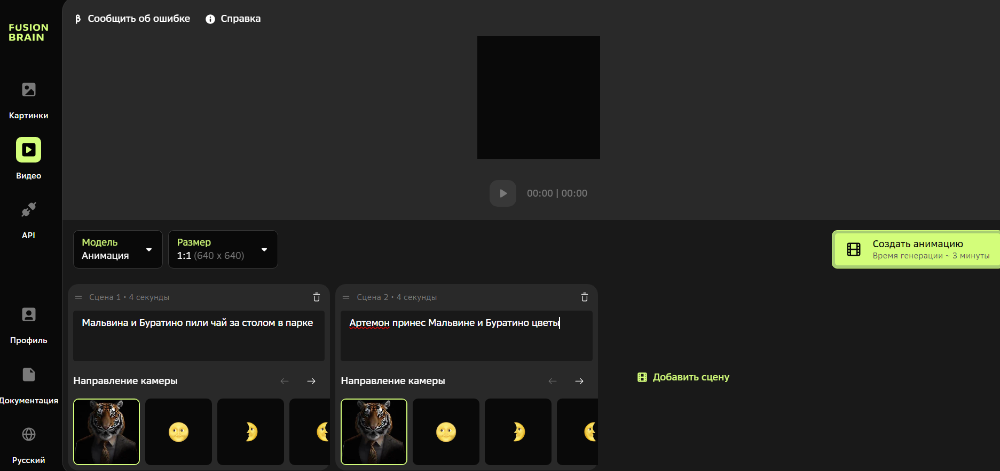 FUSION
BRAIN
Картинки
Видео
API
Профиль
Документация
Русский
β Сообщить об ошибке
Справка
00:00 | 00:00
Модель
Анимация
Размер
1:1 (640 x 640)
Создать анимацию
Время генерации ~ 3 минуты
Сцена 1 • 4 секунды
Мальвина и Буратино пили чай за столом в парке
Направление камеры
Сцена 2 • 4 секунды
Артемон принес Мальвине и Буратино цветы
Направление камеры
Добавить сцену